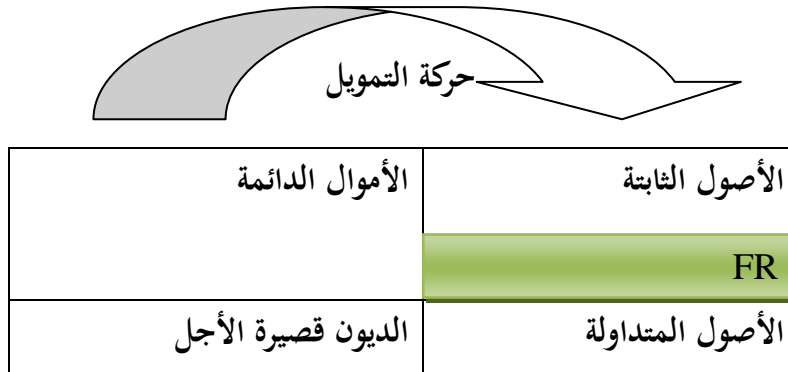 حركة التمويل
الأصول الثابتة
الأموال الدائمة
FR
الأصول المتداولة
الديون قصيرة الأجل